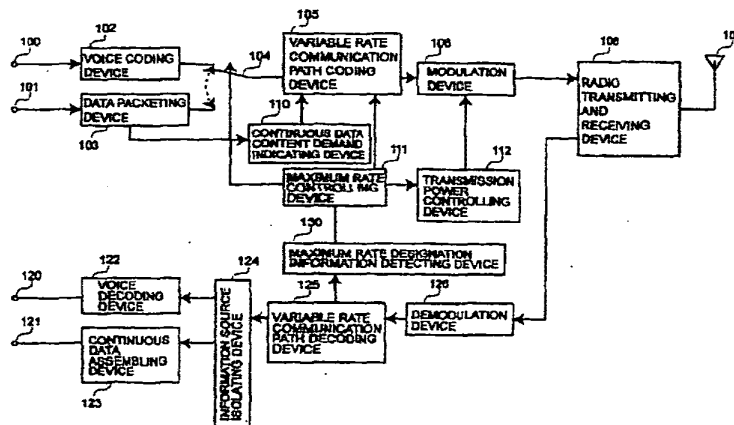 100
102
VOICE CODING
DEVICE
104
105
VARIABLE RATE
COMMUNICATION
PATH CODING
DEVICE
106
MODULATION
DEVICE
108
RADIO
TRANSMITTING
AND
RECEIVING
DEVICE
10
101
DATA PACKETING
DEVICE
103
110
CONTINUOUS DATA
CONTENT DEMAND
INDICATING DEVICE
111
MAXIMUM RATE
CONTROLLING
DEVICE
112
TRANSMISSION
POWER
CONTROLLING
DEVICE
130
MAXIMUM RATE DESIGNATION
INFORMATION DETECTING DEVICE
120
122
VOICE
DECODING
DEVICE
124
INFORMATION SOURCE
ISOLATING DEVICE
125
VARIABLE RATE
COMMUNICATION
PATH DECODING
DEVICE
126
DEMODULATION
DEVICE
121
CONTINUOUS
DATA
ASSEMBLING
DEVICE
123